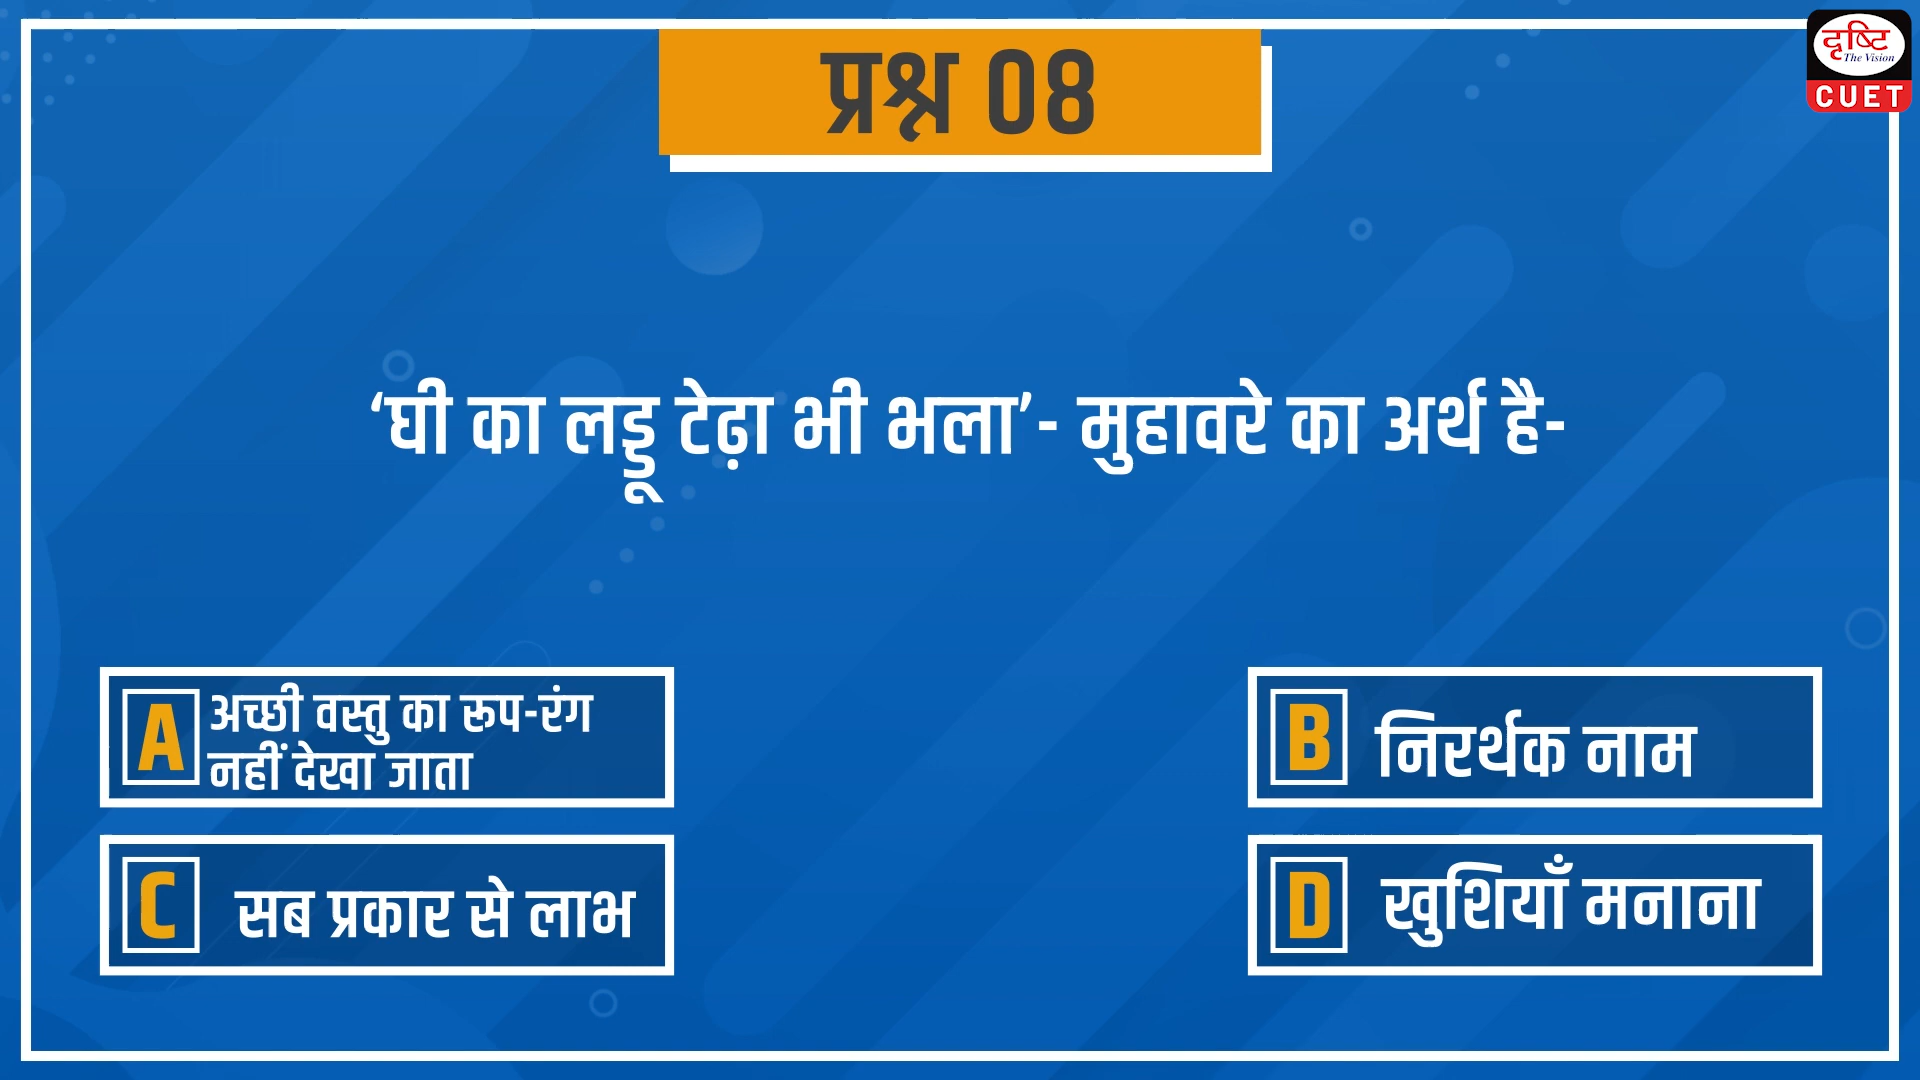 दृष्टि
The Vision
CUET
प्रश्न 08
‘घी का लड्डू टेढ़ा भी भला’- मुहावरे का अर्थ है-
A अच्छी वस्तु का रूप-रंग
नहीं देखा जाता
B निरर्थक नाम
C सब प्रकार से लाभ
D खुशियाँ मनाना